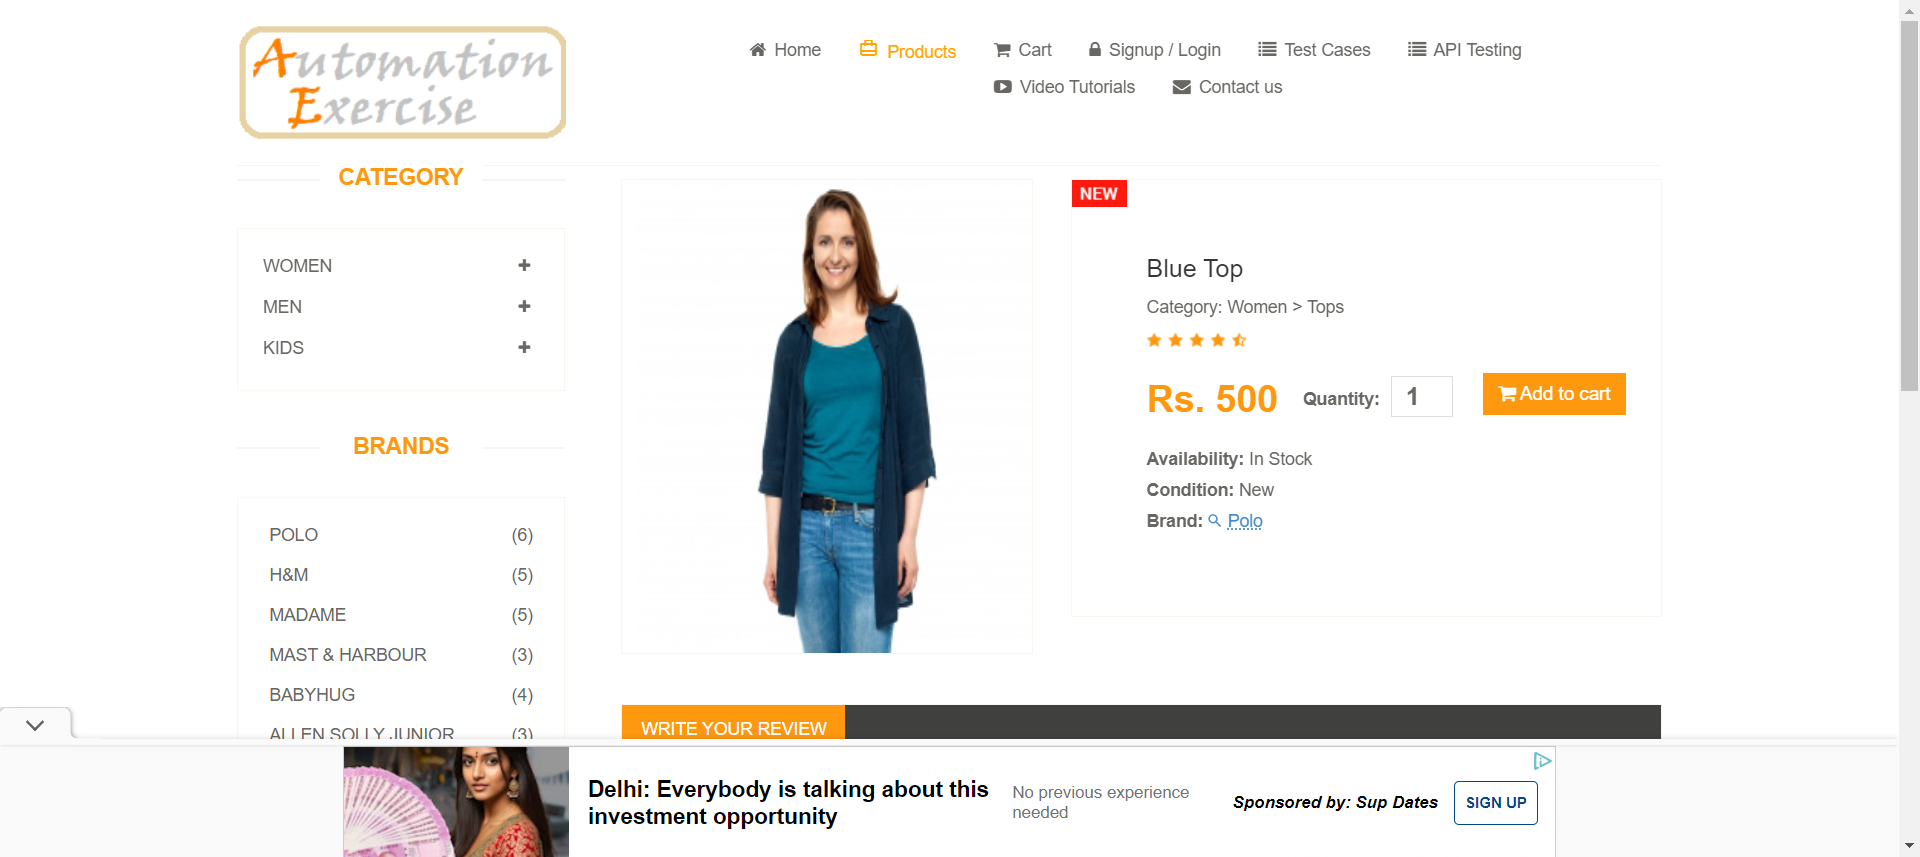 Automation
Exercise
Home
Products
Cart
Signup / Login
Test Cases
API Testing
Video Tutorials
Contact us
CATEGORY
WOMEN
MEN
KIDS
BRANDS
POLO (6)
H&M (5)
MADAME (5)
MAST & HARBOUR (3)
BABYHUG (4)
ALLEN SOLLY JUNIOR (3)
NEW
Blue Top
Category: Women > Tops
Rs. 500 Quantity: 1 Add to cart
Availability: In Stock
Condition: New
Brand: Polo
WRITE YOUR REVIEW
Delhi: Everybody is talking about this
investment opportunity
No previous experience
needed
Sponsored by: Sup Dates
SIGN UP